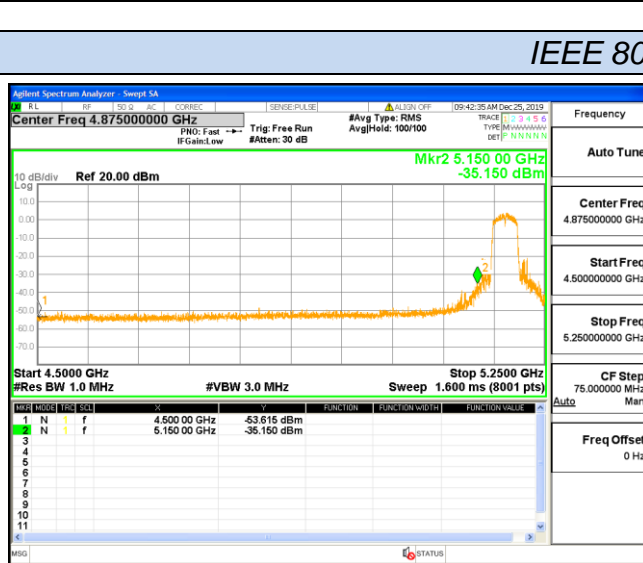 IEEE 80
Agilent Spectrum Analyzer - Swept SA
RL RF 50 Ω AC CORREC SENSE:PULSE ALIGN OFF 09:42:35 AM Dec 25, 2019
Center Freq 4.875000000 GHz
PNO: Fast
IFGain:Low
Trig: Free Run
#Atten: 30 dB
#Avg Type: RMS
Avg|Hold: 100/100
TRACE 1 2 3 4 5 6
TYPE M
DET P N N N N N
Mkr2 5.150 00 GHz
-35.150 dBm
10 dB/div Ref 20.00 dBm
Log
10.0
0.00
-10.0
-20.0
-30.0
-40.0
-50.0
-60.0
-70.0
1
2
Start 4.5000 GHz
Stop 5.2500 GHz
#Res BW 1.0 MHz
#VBW 3.0 MHz
Sweep 1.600 ms (8001 pts)
MKR MODE TRC SCL X Y FUNCTION FUNCTION WIDTH FUNCTION VALUE
1 N 1 f 4.500 00 GHz -53.615 dBm
2 N 1 f 5.150 00 GHz -35.150 dBm
3
4
5
6
7
8
9
10
11
MSG
STATUS
Frequency
Auto Tune
Center Freq
4.875000000 GHz
Start Freq
4.500000000 GHz
Stop Freq
5.250000000 GHz
CF Step
75.000000 MHz
Auto Man
Freq Offset
0 Hz